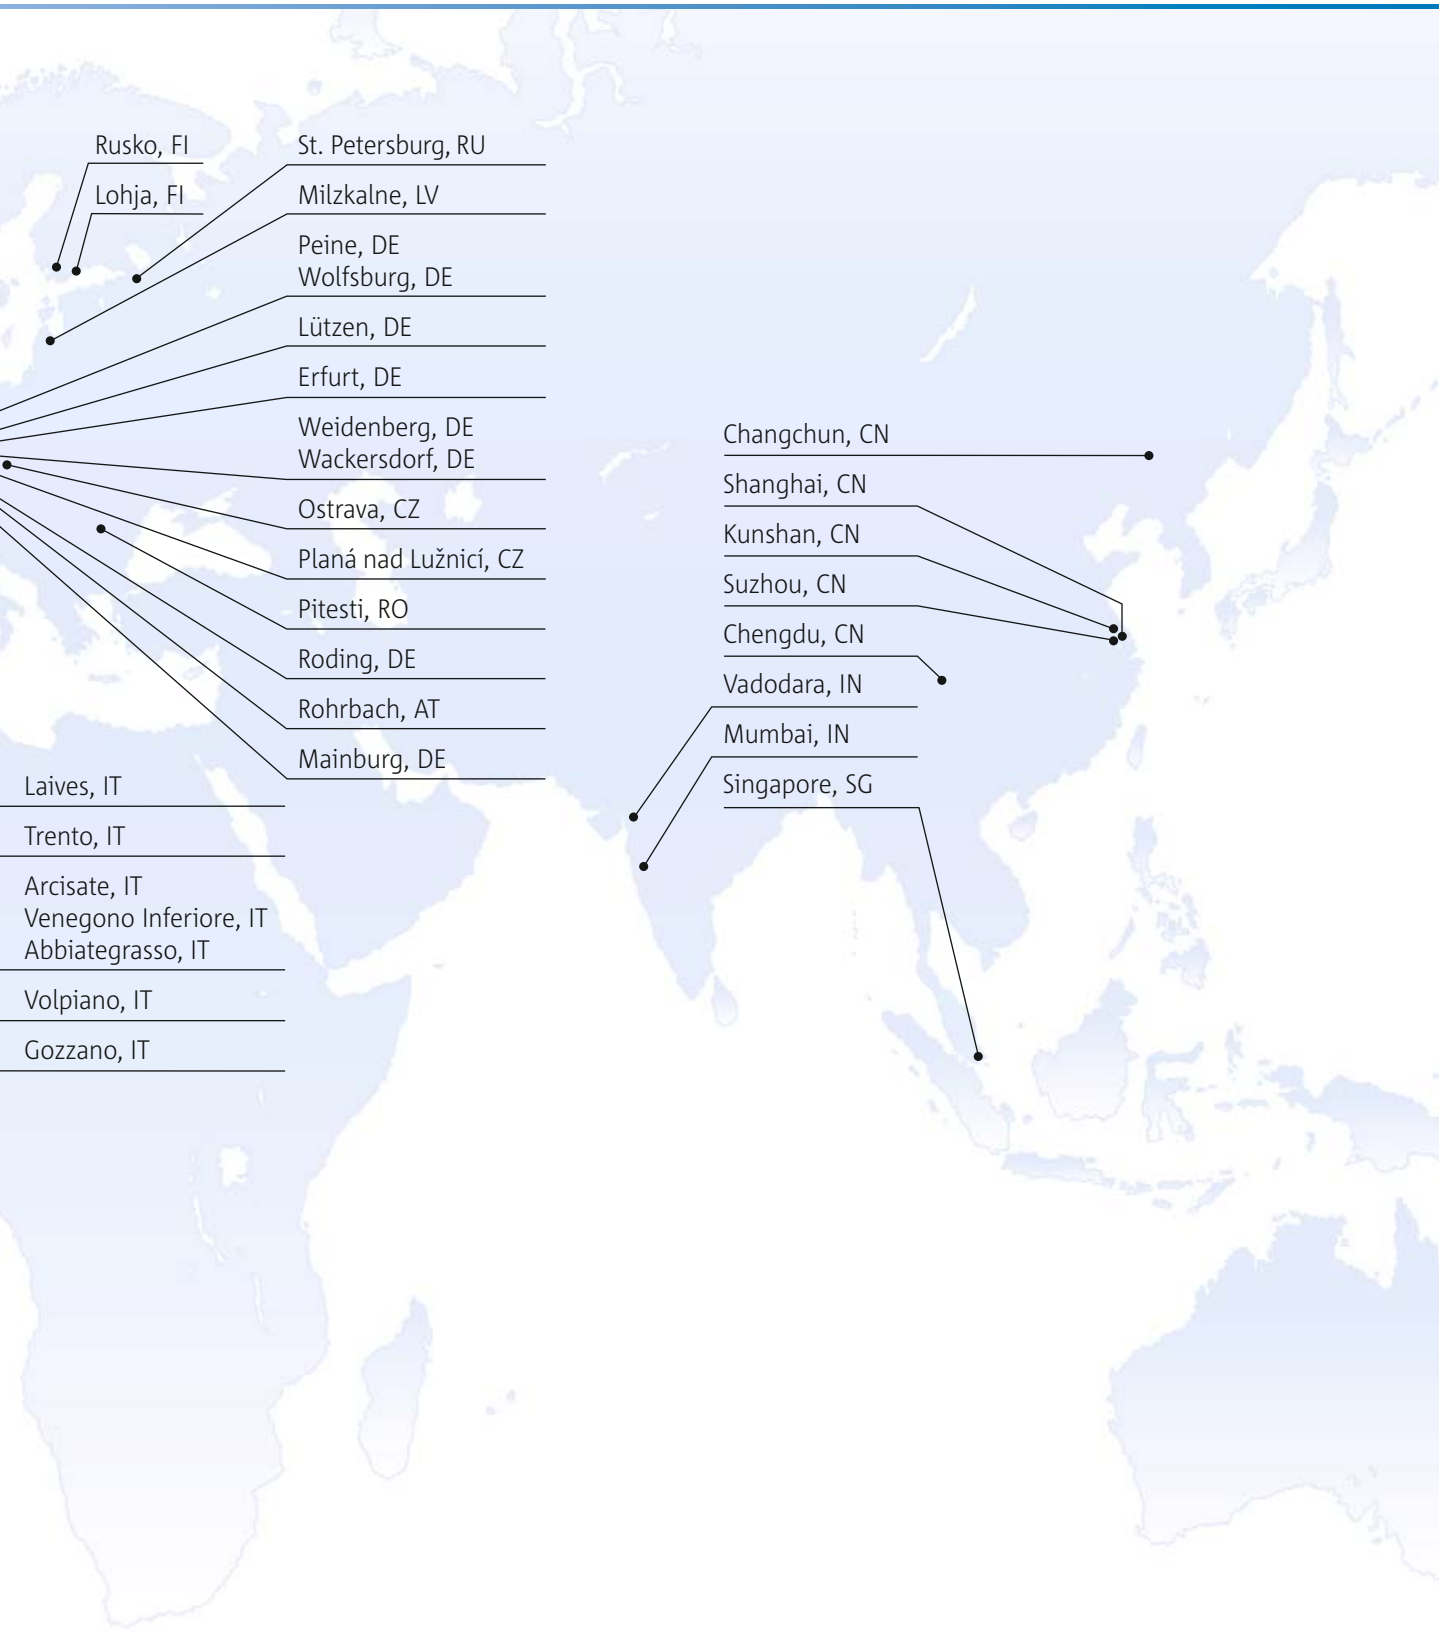 Rusko, FI
Lohja, FI
St. Petersburg, RU
Milzkalne, LV
Peine, DE
Wolfsburg, DE
Lützen, DE
Erfurt, DE
Weidenberg, DE
Wackersdorf, DE
Ostrava, CZ
Planá nad Lužnicí, CZ
Pitesti, RO
Roding, DE
Rohrbach, AT
Mainburg, DE
Laives, IT
Trento, IT
Arcisate, IT
Venegono Inferiore, IT
Abbiategrasso, IT
Volpiano, IT
Gozzano, IT
Changchun, CN
Shanghai, CN
Kunshan, CN
Suzhou, CN
Chengdu, CN
Vadodara, IN
Mumbai, IN
Singapore, SG